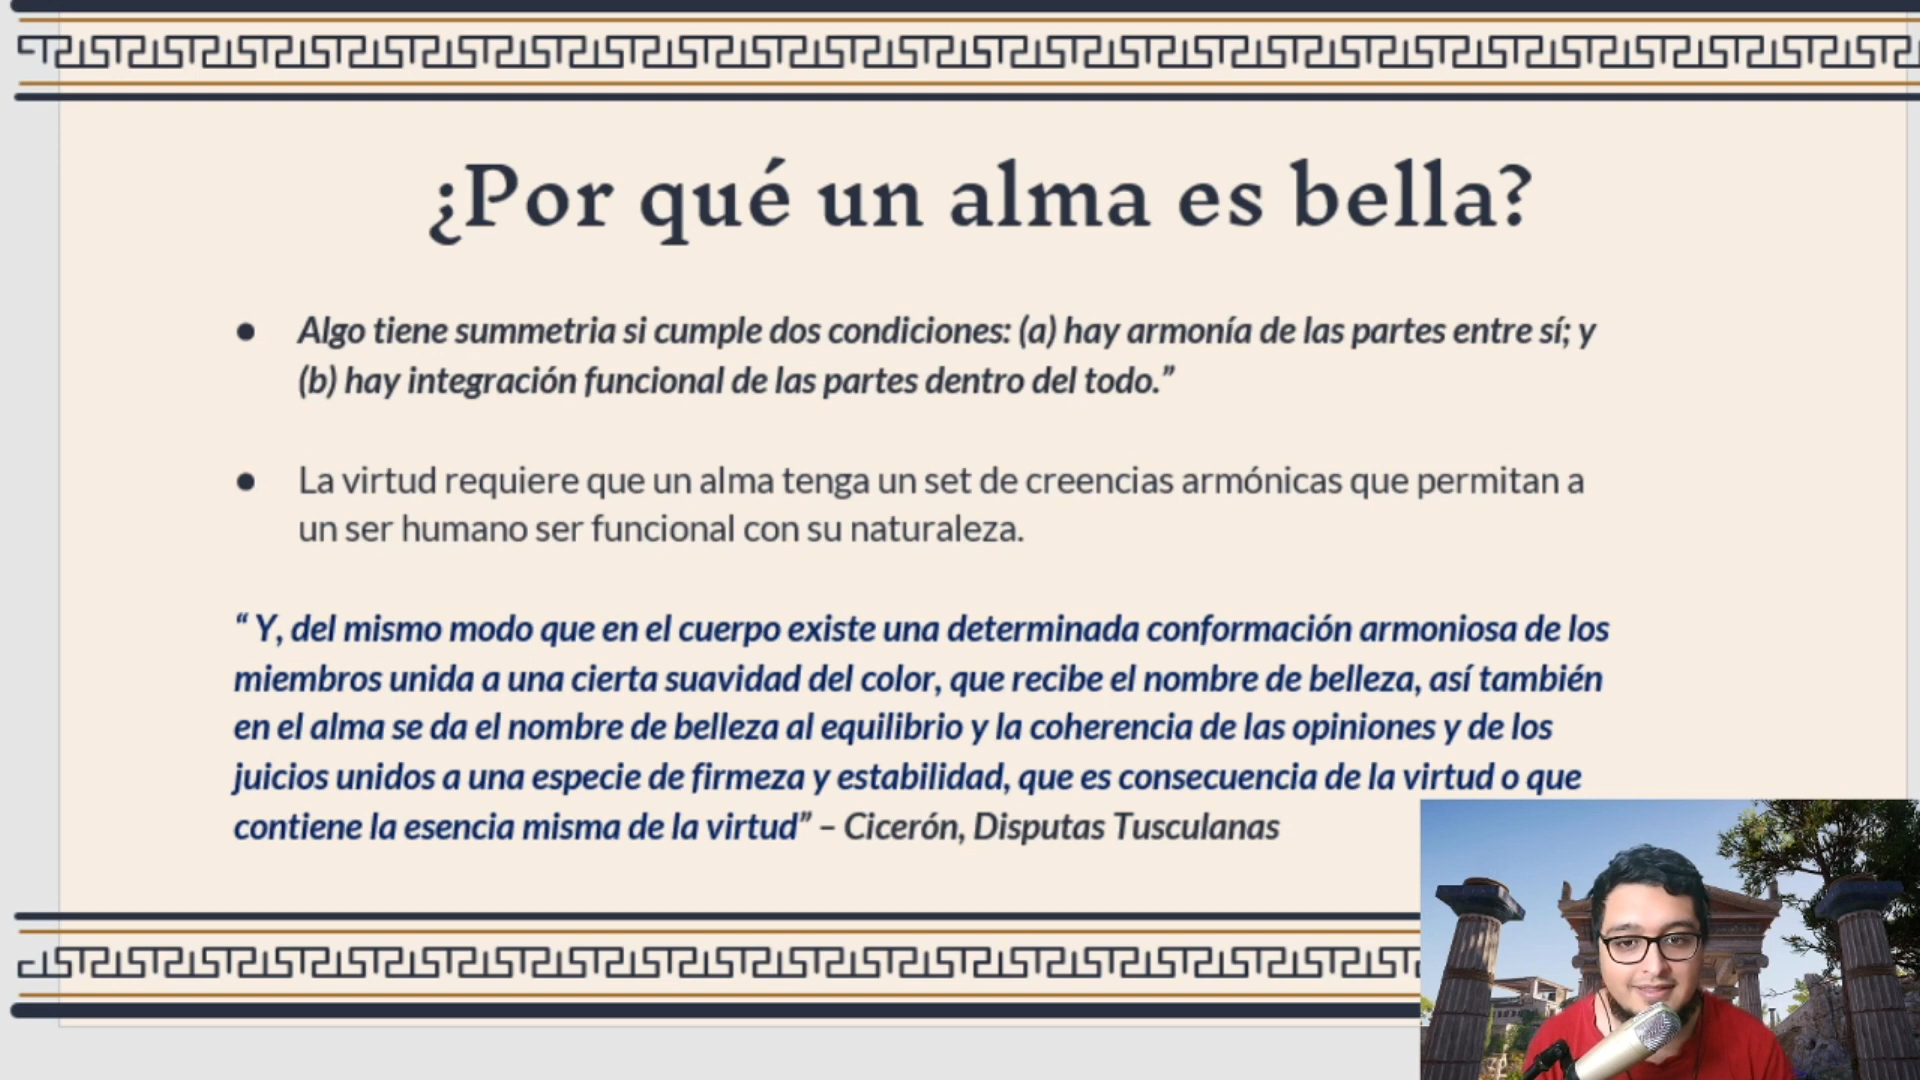 ¿Por qué un alma es bella?
● Algo tiene summetria si cumple dos condiciones: (a) hay armonía de las partes entre sí; y
(b) hay integración funcional de las partes dentro del todo.”
● La virtud requiere que un alma tenga un set de creencias armónicas que permitan a
un ser humano ser funcional con su naturaleza.
“ Y, del mismo modo que en el cuerpo existe una determinada conformación armoniosa de los
miembros unida a una cierta suavidad del color, que recibe el nombre de belleza, así también
en el alma se da el nombre de belleza al equilibrio y la coherencia de las opiniones y de los
juicios unidos a una especie de firmeza y estabilidad, que es consecuencia de la virtud o que
contiene la esencia misma de la virtud” – Cicerón, Disputas Tusculanas